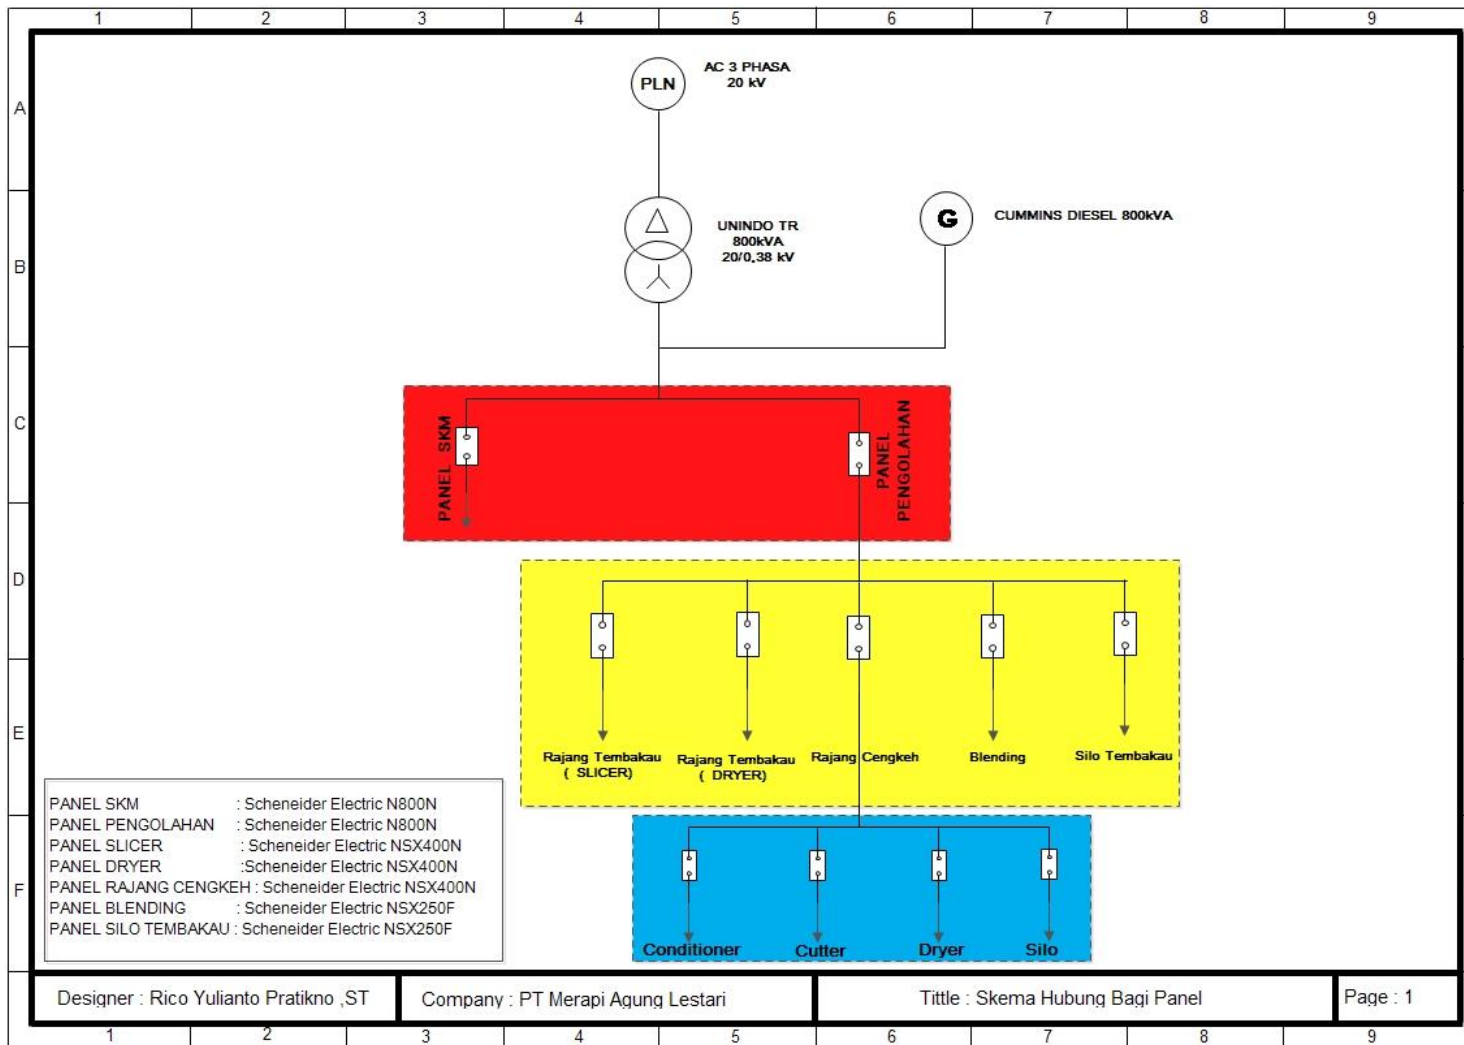 1 2 3 4 5 6 7 8 9
A
B
C
D
E
F
PLN
AC 3 PHASA
20 kV
UNINDO TR
800kVA
20/0,38 kV
G
CUMMINS DIESEL 800kVA
PANEL SKM
PANEL
PENGOLAHAN
Rajang Tembakau
( SLICER)
Rajang Tembakau
( DRYER)
Rajang Cengkeh
Blending
Silo Tembakau
Conditioner
Cutter
Dryer
Silo
PANEL SKM : Scheneider Electric N800N
PANEL PENGOLAHAN : Scheneider Electric N800N
PANEL SLICER : Scheneider Electric NSX400N
PANEL DRYER :Scheneider Electric NSX400N
PANEL RAJANG CENGKEH : Scheneider Electric NSX400N
PANEL BLENDING : Scheneider Electric NSX250F
PANEL SILO TEMBAKAU : Scheneider Electric NSX250F
Designer : Rico Yulianto Pratikno ,ST
Company : PT Merapi Agung Lestari
Tittle : Skema Hubung Bagi Panel
Page : 1
1 2 3 4 5 6 7 8 9